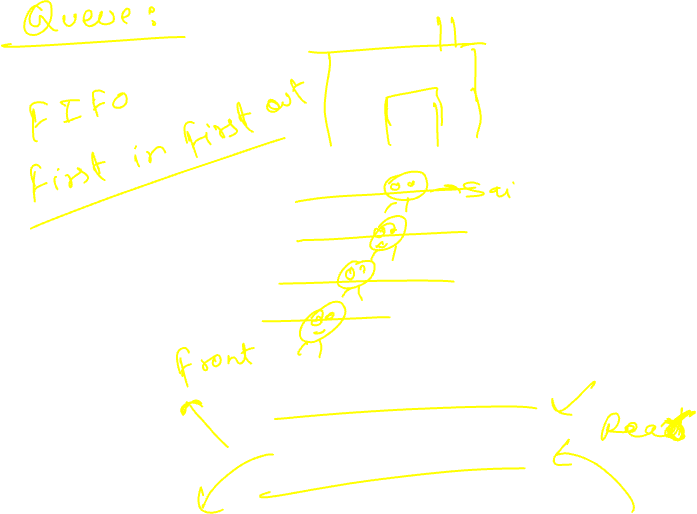 Queue:
FIFO
First in First out
Sai
Front
Rear